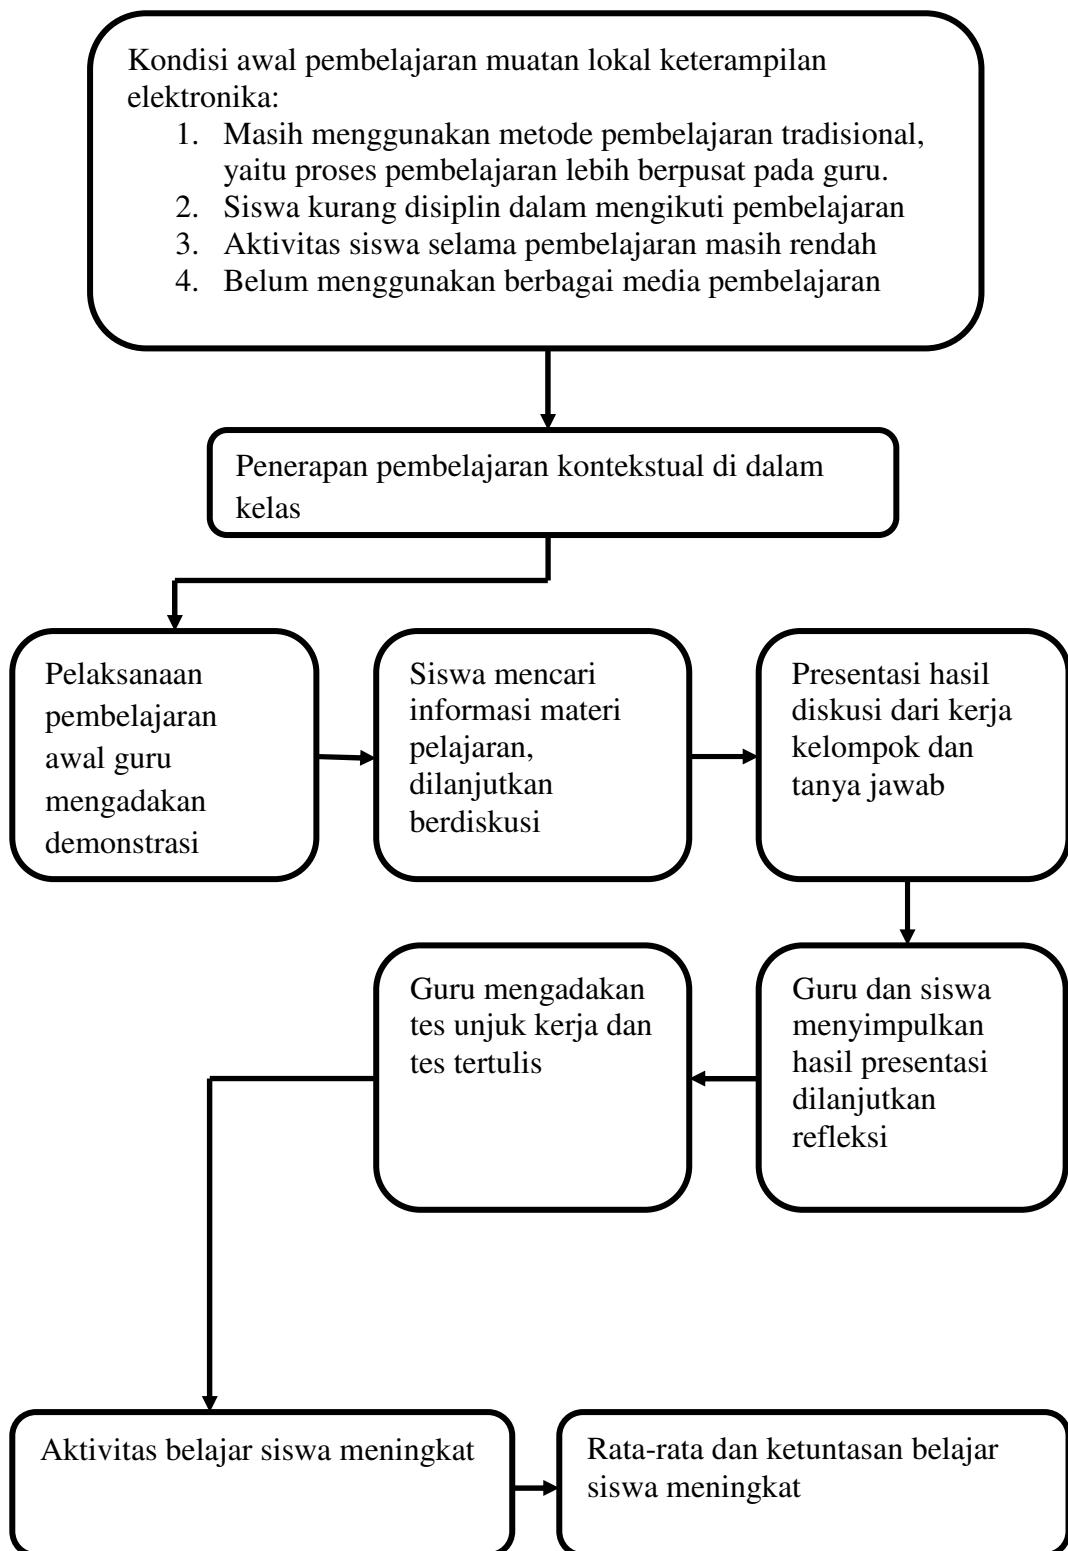 Kondisi awal pembelajaran muatan lokal keterampilan
elektronika:
1. Masih menggunakan metode pembelajaran tradisional,
yaitu proses pembelajaran lebih berpusat pada guru.
2. Siswa kurang disiplin dalam mengikuti pembelajaran
3. Aktivitas siswa selama pembelajaran masih rendah
4. Belum menggunakan berbagai media pembelajaran
Penerapan pembelajaran kontekstual di dalam
kelas
Pelaksanaan
pembelajaran
awal guru
mengadakan
demonstrasi
Siswa mencari
informasi materi
pelajaran,
dilanjutkan
berdiskusi
Presentasi hasil
diskusi dari kerja
kelompok dan
tanya jawab
Guru dan siswa
menyimpulkan
hasil presentasi
dilanjutkan
refleksi
Guru mengadakan
tes unjuk kerja dan
tes tertulis
Aktivitas belajar siswa meningkat
Rata-rata dan ketuntasan belajar
siswa meningkat